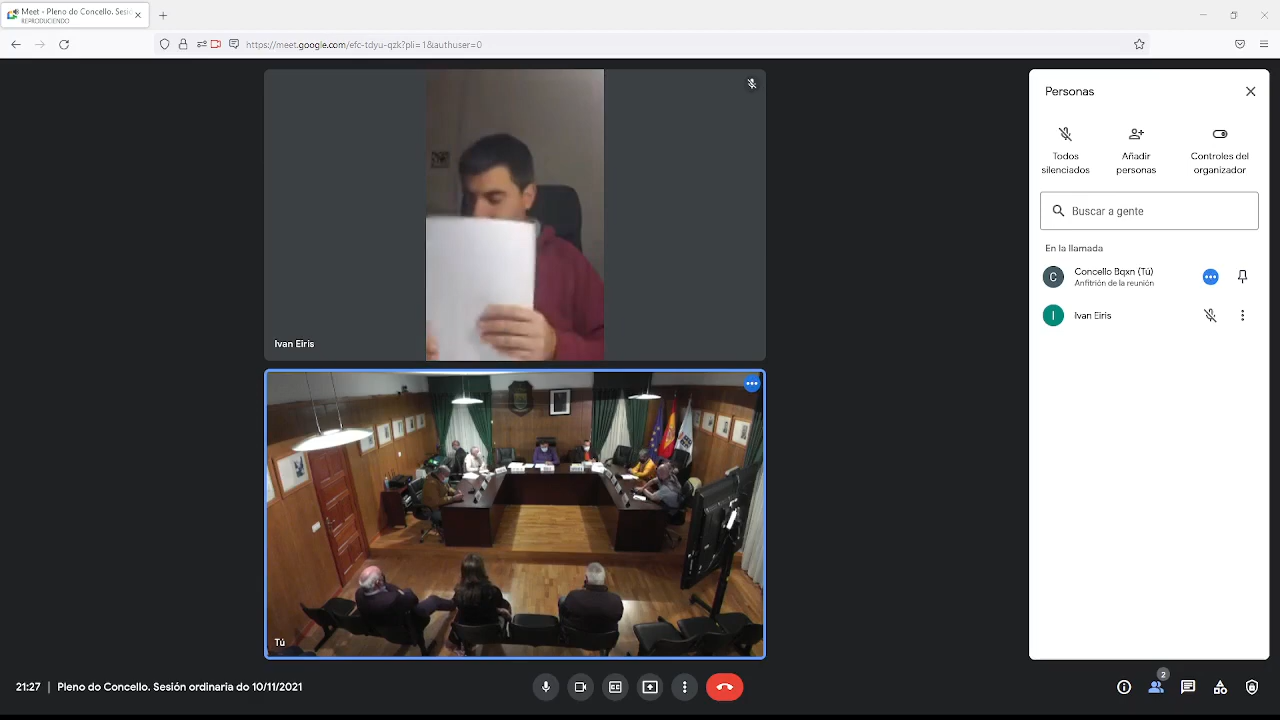 Meet - Pleno do Concello. Sesi
REPRODUCIENDO
https://meet.google.com/efc-tdyu-qzk?pli=1&authuser=0
Ivan Eiris
Tú
Personas
Todos silenciados
Añadir personas
Controles del organizador
Buscar a gente
En la llamada
C
Concello Bqxn (Tú)
Anfitrión de la reunión
I
Ivan Eiris
21:27 | Pleno do Concello. Sesión ordinaria do 10/11/2021
2